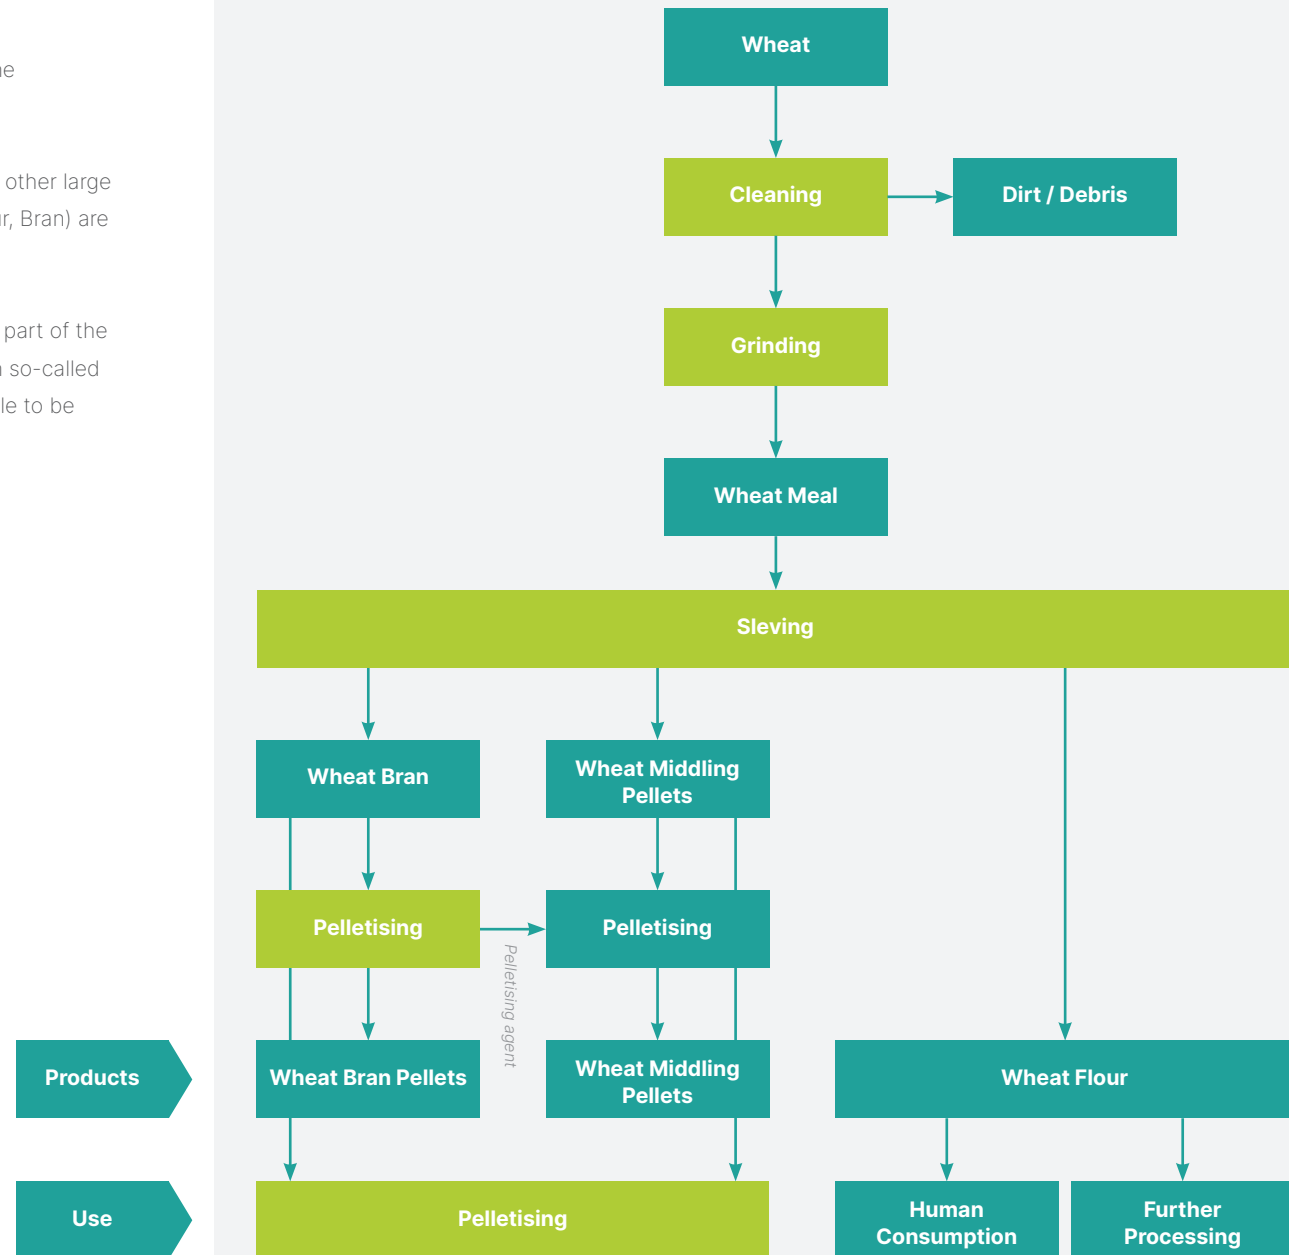 other large
Bran) are
part of the
so-called
to be
Wheat
Cleaning
Dirt / Debris
Grinding
Wheat Meal
Sleving
Wheat Bran
Wheat Middling
Pellets
Pelletising
Pelletising agent
Pelletising
Products
Wheat Bran Pellets
Wheat Middling
Pellets
Wheat Flour
Use
Pelletising
Human
Consumption
Further
Processing